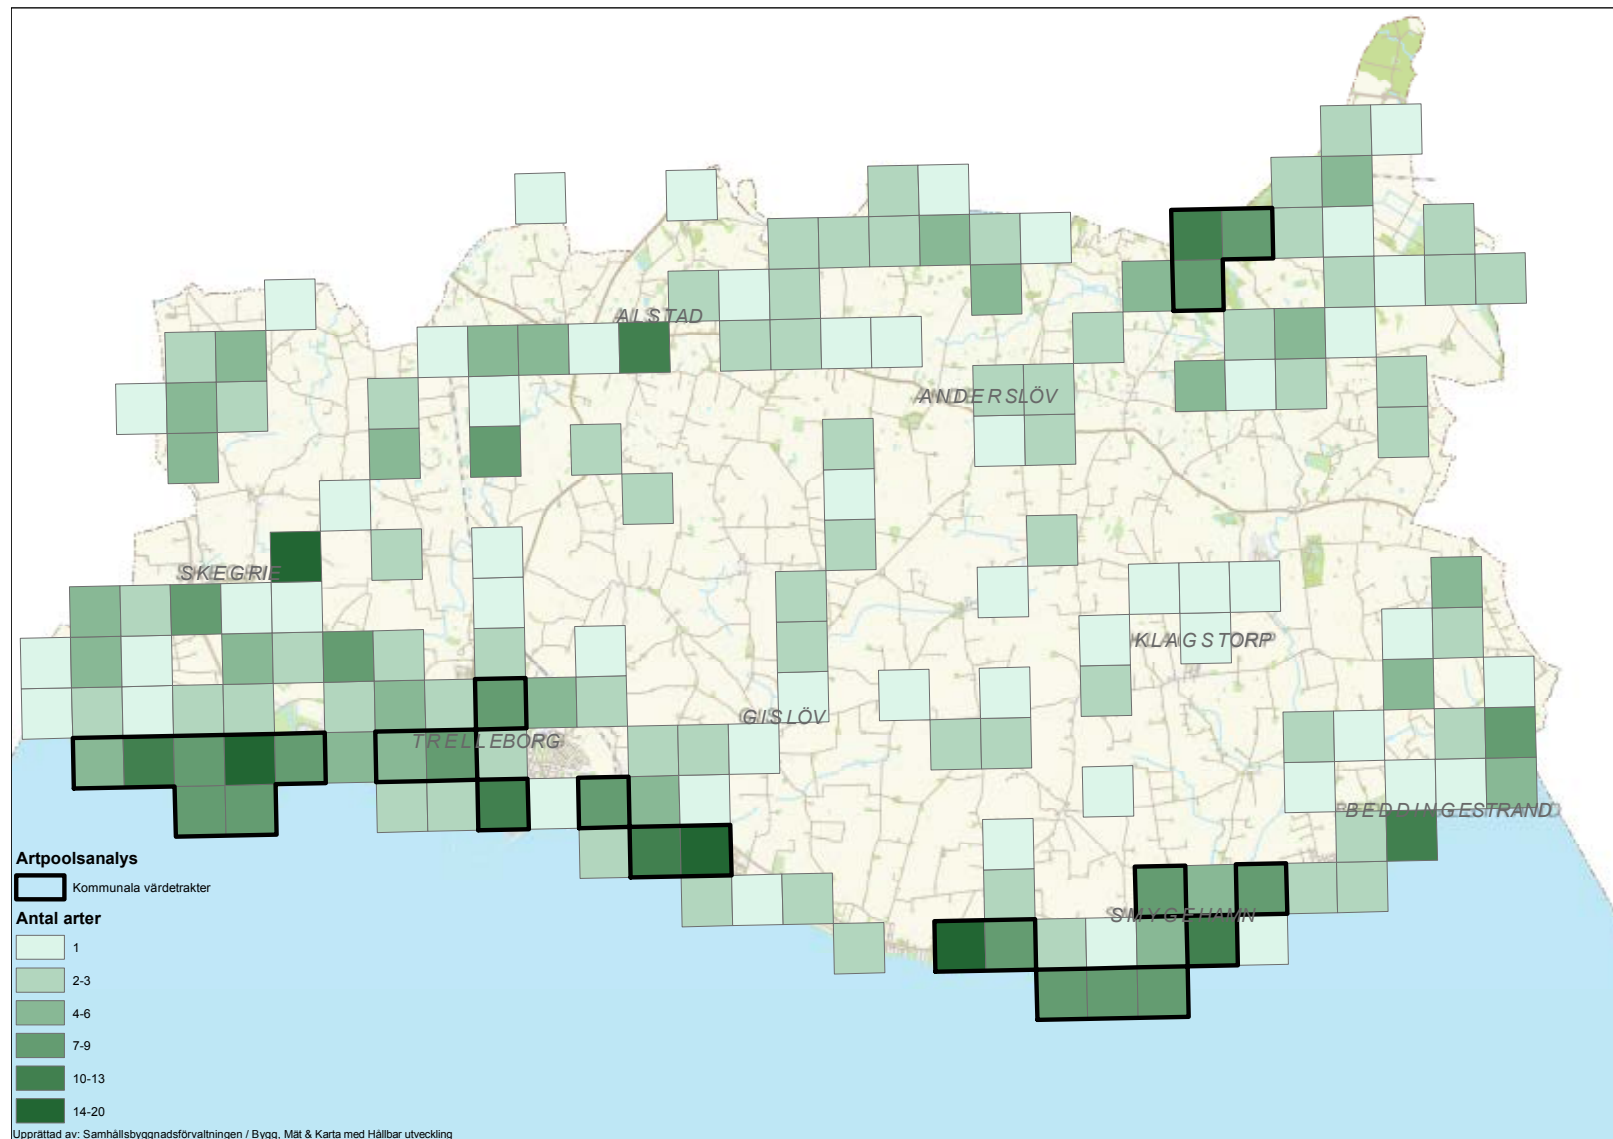 ALSTAD
ANDERSLÖV
SKEGRIE
KLAGSTORP
GISLÖV
TRELLEBORG
BEDDINGESTRAND
SMYGEHAMN
Artpoolsanalys
Kommunala värdetrakter
Antal arter
1
2-3
4-6
7-9
10-13
14-20
Upprättad av: Samhällsbyggnadsförvaltningen / Bygg, Mät & Karta med Hållbar utveckling